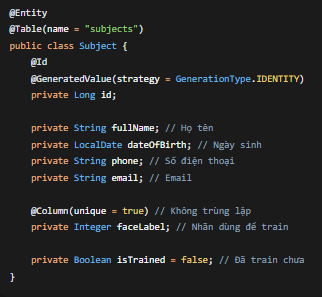 @Entity
@Table(name = "subjects")
public class Subject {
@Id
@GeneratedValue(strategy = GenerationType.IDENTITY)
private Long id;
private String fullName; // Họ tên
private LocalDate dateOfBirth; // Ngày sinh
private String phone; // Số điện thoại
private String email; // Email
@Column(unique = true) // Không trùng lặp
private Integer faceLabel; // Nhãn dùng để train
private Boolean isTrained = false; // Đã train chưa
}